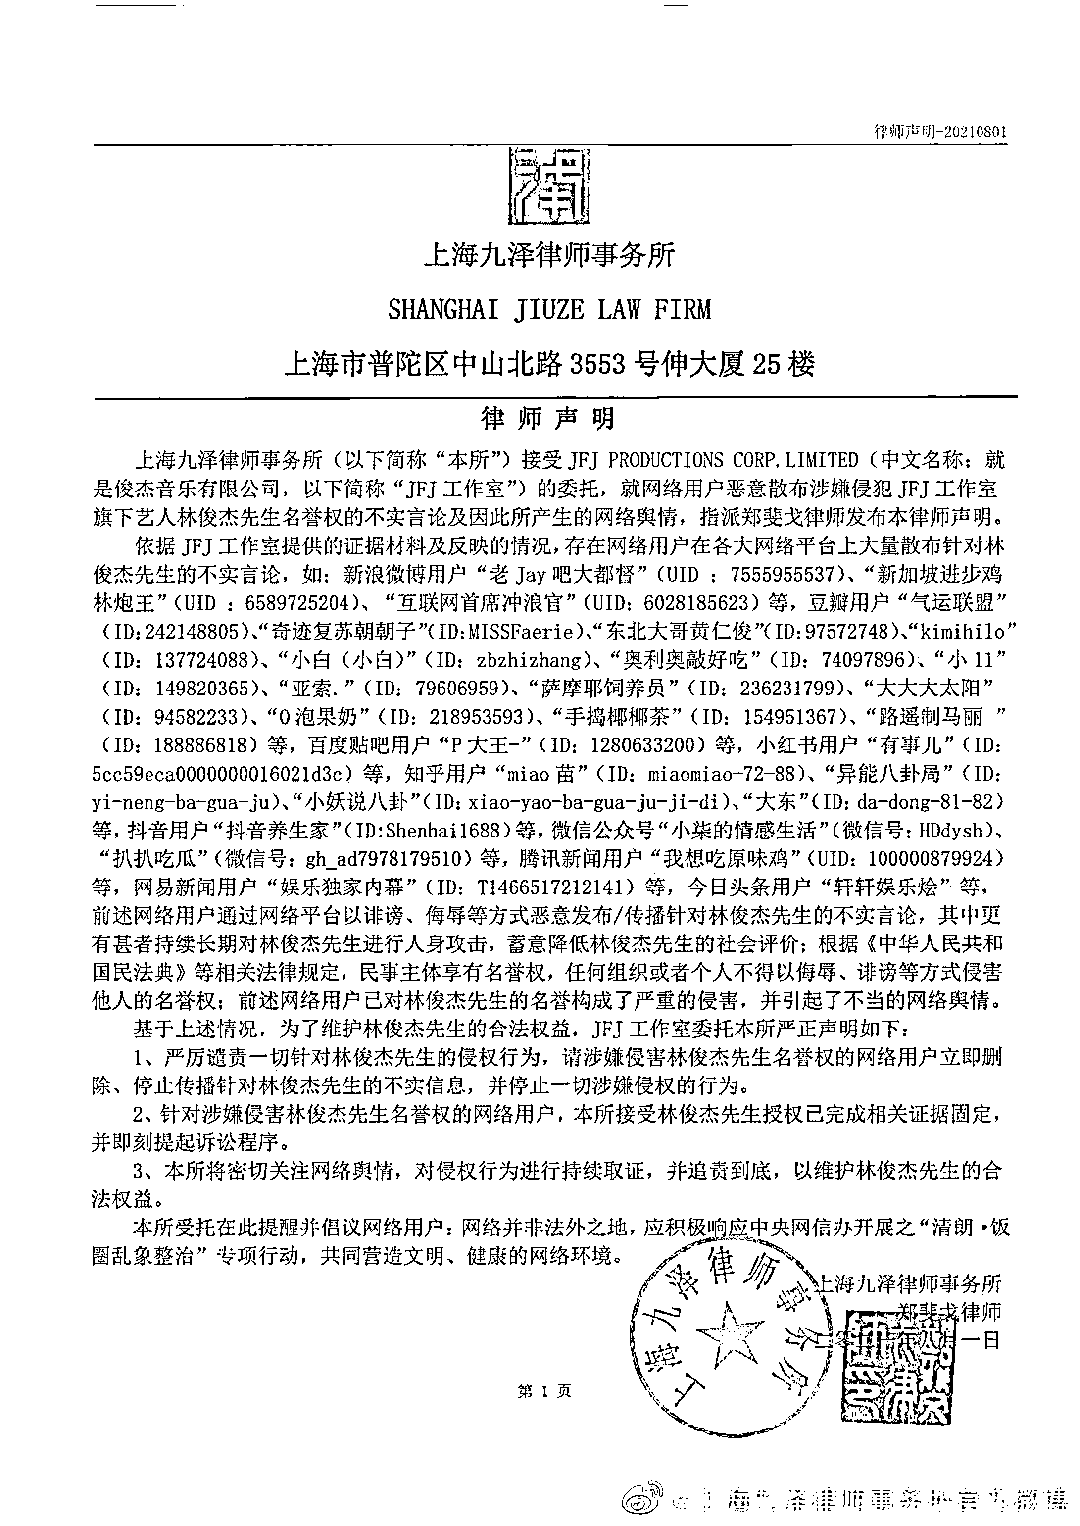 律师声明-20210801
上海九泽律师事务所
SHANGHAI JIUZE LAW FIRM
上海市普陀区中山北路 3553 号伸大厦 25 楼
律 师 声 明
上海九泽律师事务所（以下简称“本所”）接受 JFJ PRODUCTIONS CORP.LIMITED（中文名称：就
是俊杰音乐有限公司，以下简称“JFJ 工作室”）的委托，就网络用户恶意散布涉嫌侵犯 JFJ 工作室
旗下艺人林俊杰先生名誉权的不实言论及因此所产生的网络舆情，指派郑斐戈律师发布本律师声明。
依据 JFJ 工作室提供的证据材料及反映的情况，存在网络用户在各大网络平台上大量散布针对林
俊杰先生的不实言论，如：新浪微博用户“老 Jay 吧大都督”（UID ：7555955537）、“新加坡进步鸡
林炮王”（UID ：6589725204）、“互联网首席冲浪官”（UID：6028185623）等，豆瓣用户“气运联盟”
（ID:242148805）、“奇迹复苏朝朝子”（ID:MISSFaerie）、“东北大哥黄仁俊”（ID:97572748）、“kimihilo”
（ID：137724088）、“小白（小白）”（ID：zbzhizhang）、“奥利奥敲好吃”（ID：74097896）、“小 11”
（ID：149820365）、“亚索.”（ID：79606959）、“萨摩耶饲养员”（ID：236231799）、“大大大太阳”
（ID：94582233）、“O 泡果奶”（ID：218953593）、“手捣椰椰茶”（ID：154951367）、“路遥制马丽 ”
（ID：188886818）等，百度贴吧用户“P 大王-”（ID：1280633200）等，小红书用户“有事儿”（ID：
5cc59eca0000000016021d3c）等，知乎用户“miao 苗”（ID：miaomiao-72-88）、“异能八卦局”（ID：
yi-neng-ba-gua-ju）、“小妖说八卦”（ID：xiao-yao-ba-gua-ju-ji-di）、“大东”（ID：da-dong-81-82）
等，抖音用户“抖音养生家”（ID:Shenhai1688）等，微信公众号“小柒的情感生活”（微信号：HDdysh）、
“扒扒吃瓜”（微信号：gh_ad7978179510）等，腾讯新闻用户“我想吃原味鸡”（UID：100000879924）
等，网易新闻用户“娱乐独家内幕”（ID：T1466517212141）等，今日头条用户“轩轩娱乐烩”等，
前述网络用户通过网络平台以诽谤、侮辱等方式恶意发布/传播针对林俊杰先生的不实言论，其中更
有甚者持续长期对林俊杰先生进行人身攻击，蓄意降低林俊杰先生的社会评价；根据《中华人民共和
国民法典》等相关法律规定，民事主体享有名誉权，任何组织或者个人不得以侮辱、诽谤等方式侵害
他人的名誉权；前述网络用户已对林俊杰先生的名誉构成了严重的侵害，并引起了不当的网络舆情。
基于上述情况，为了维护林俊杰先生的合法权益，JFJ 工作室委托本所严正声明如下：
1、严厉谴责一切针对林俊杰先生的侵权行为，请涉嫌侵害林俊杰先生名誉权的网络用户立即删
除、停止传播针对林俊杰先生的不实信息，并停止一切涉嫌侵权的行为。
2、针对涉嫌侵害林俊杰先生名誉权的网络用户，本所接受林俊杰先生授权已完成相关证据固定，
并即刻提起诉讼程序。
3、本所将密切关注网络舆情，对侵权行为进行持续取证，并追责到底，以维护林俊杰先生的合
法权益。
本所受托在此提醒并倡议网络用户：网络并非法外之地，应积极响应中央网信办开展之“清朗·饭
圈乱象整治”专项行动，共同营造文明、健康的网络环境。
上海九泽律师事务所
郑斐戈律师
年八月一日
上海九泽律师事务所
第 1 页
@上海九泽律师事务所官方微博